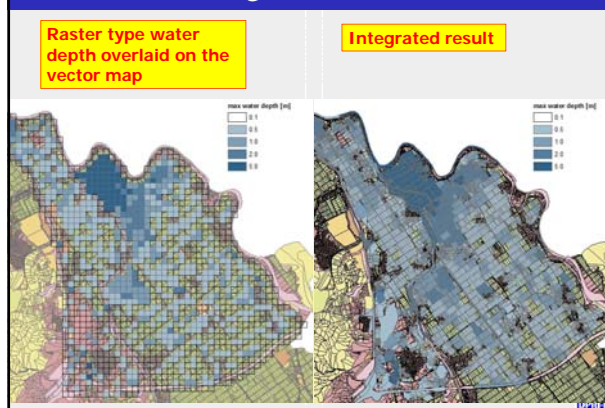 Raster type water
depth overlaid on the
vector map
Integrated result
max water depth [m]
0.1
0.5
1.0
2.0
5.0
max water depth [m]
0.1
0.5
1.0
2.0
5.0